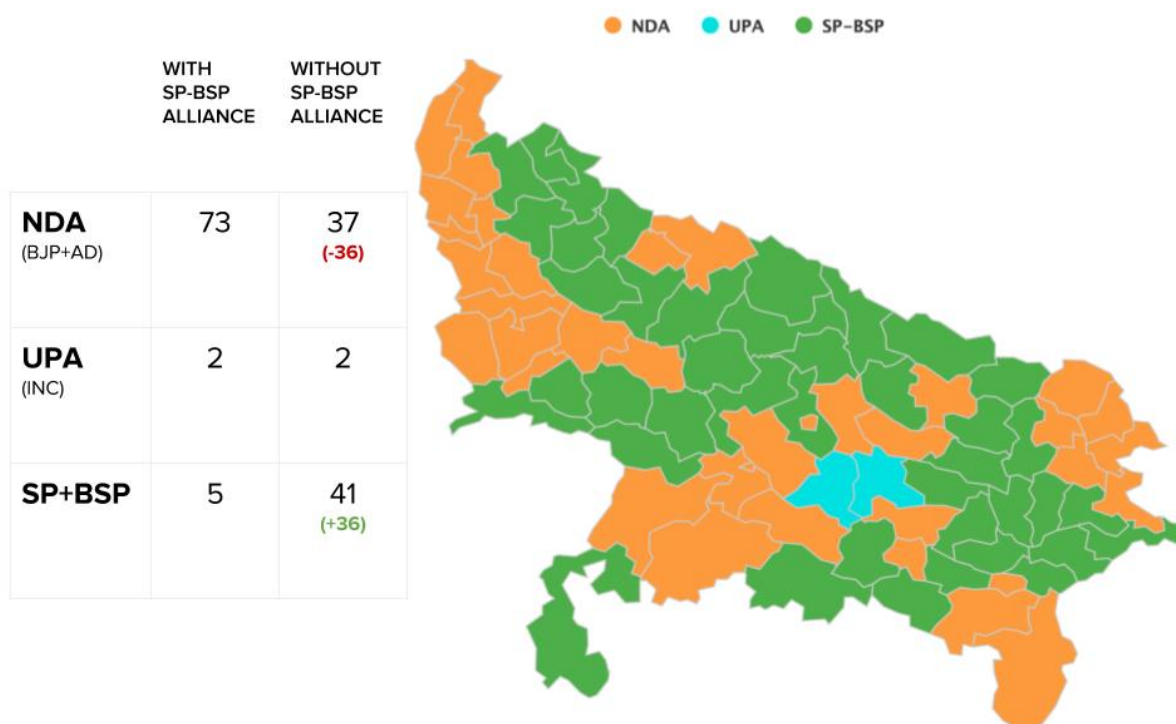 NDA UPA SP-BSP
WITH
SP-BSP
ALLIANCE
WITHOUT
SP-BSP
ALLIANCE
NDA 73 37
(BJP+AD) (-36)
UPA 2 2
(INC)
SP+BSP 5 41
(+36)